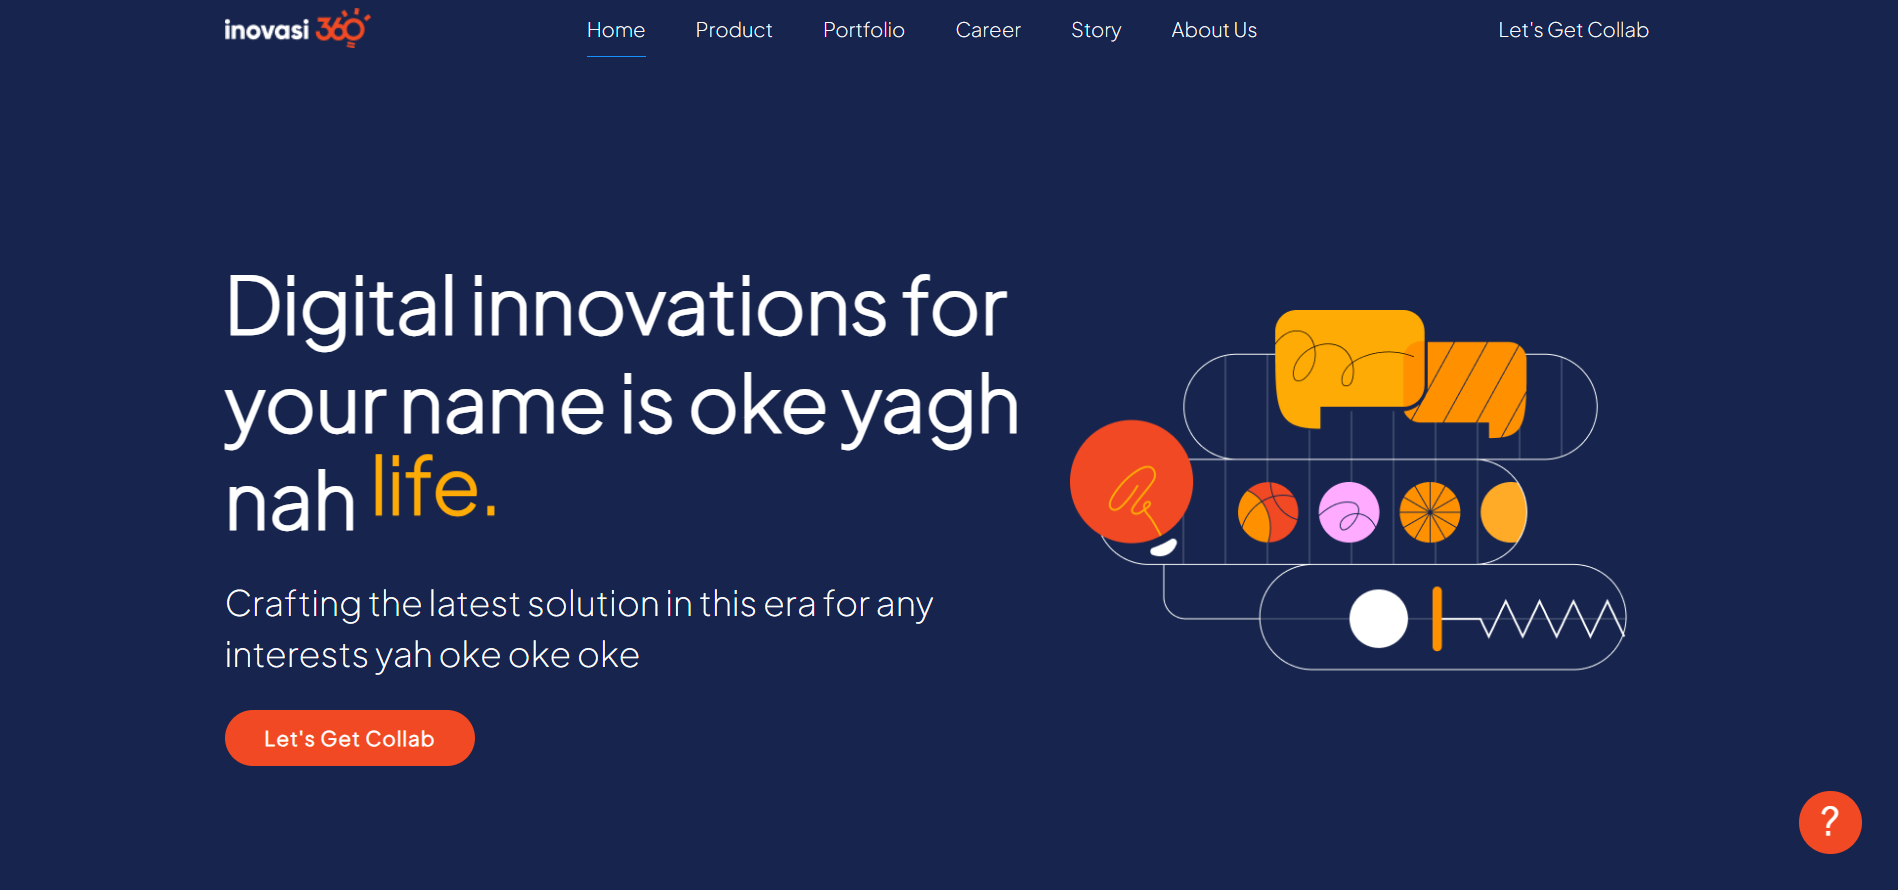 inovasi 360
Home
Product
Portfolio
Career
Story
About Us
Let's Get Collab
Digital innovations for
your name is oke yagh
nah life.
Crafting the latest solution in this era for any
interests yah oke oke oke
Let's Get Collab
?